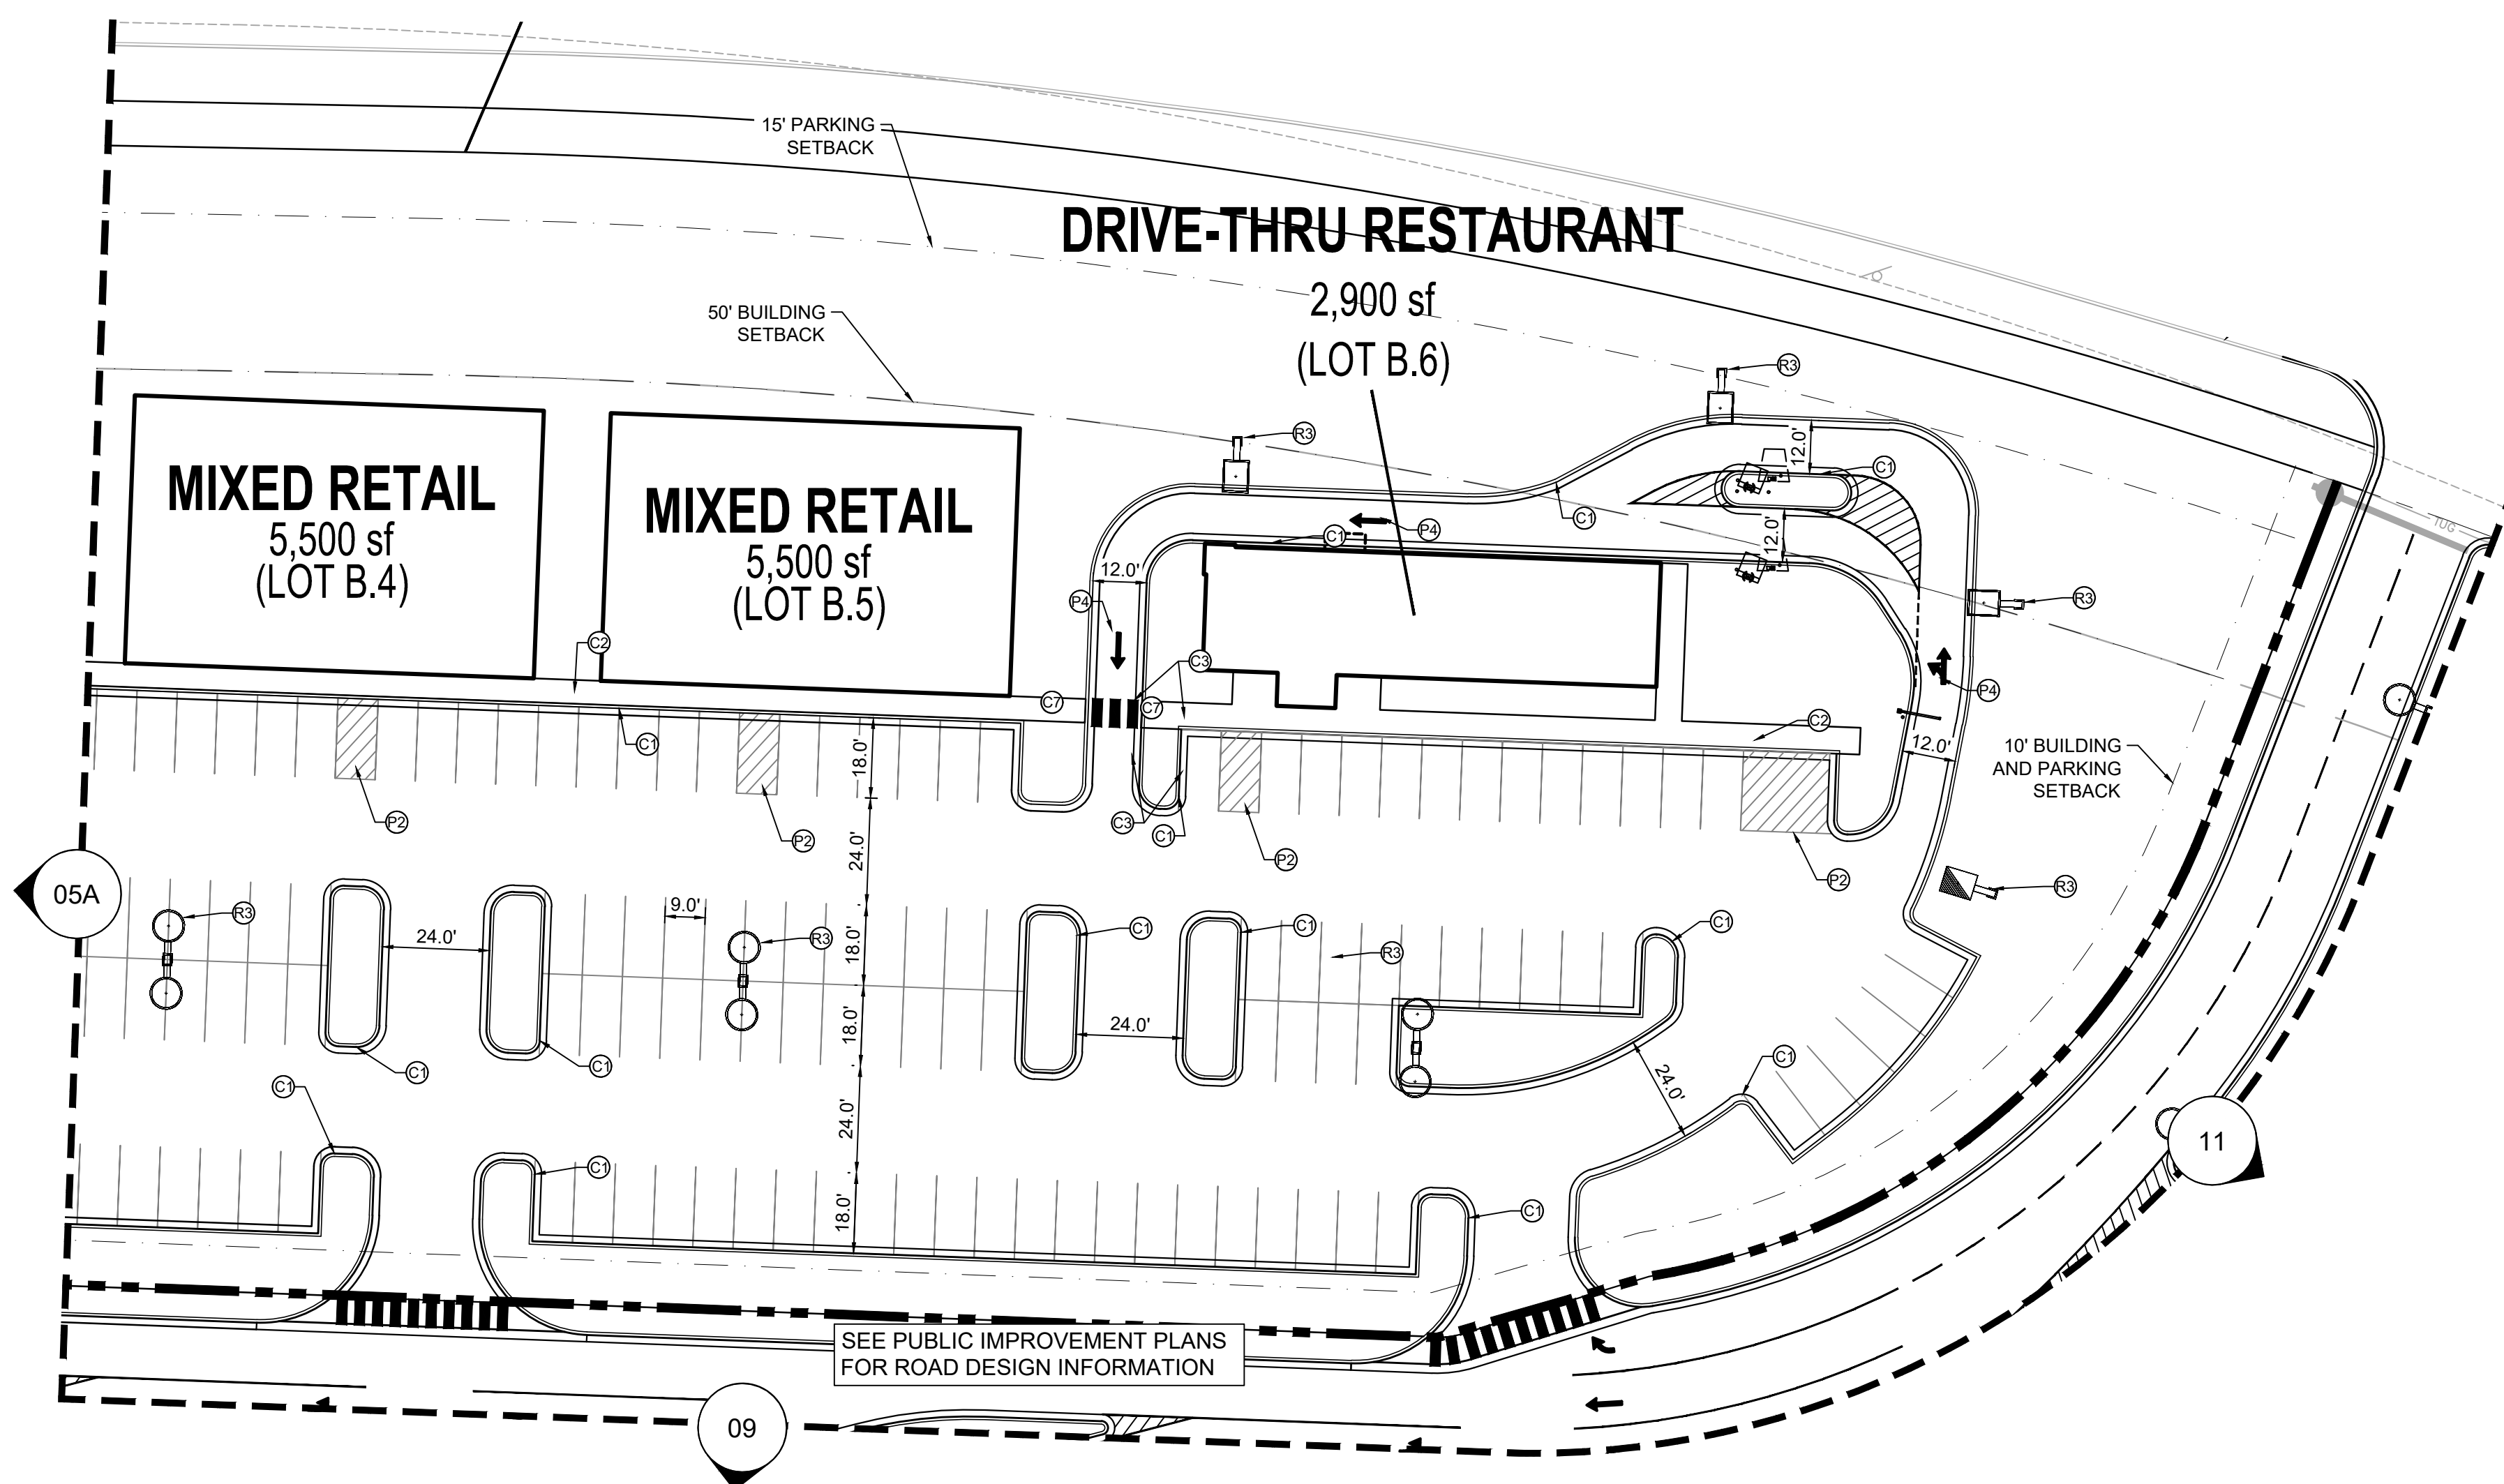 15' PARKING
SETBACK
DRIVE-THRU RESTAURANT
2,900 sf
(LOT B.6)
50' BUILDING
SETBACK
R3
R3
12.0'
C1
MIXED RETAIL
5,500 sf
(LOT B.4)
MIXED RETAIL
5,500 sf
(LOT B.5)
C1
P4
C1
12.0'
TUG
12.0'
P4
R3
C2
C3
C7
C7
P4
C2
C1
18.0'
12.0'
10' BUILDING
AND PARKING
SETBACK
P2
P2
C3
C1
P2
P2
24.0'
05A
R3
24.0'
9.0'
R3
18.0'
C1
C1
R3
C1
R3
18.0'
24.0'
C1
C1
C1
24.0'
C1
24.0'
11
C1
18.0'
C1
SEE PUBLIC IMPROVEMENT PLANS
FOR ROAD DESIGN INFORMATION
09